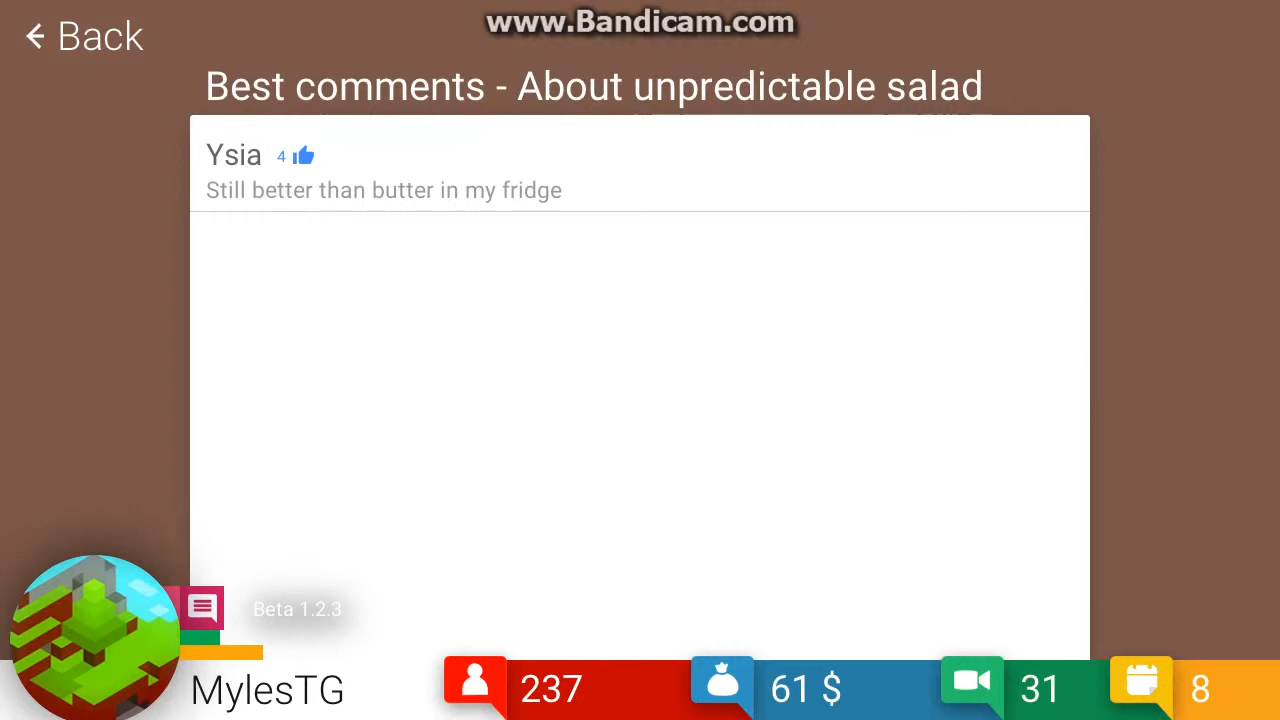 www.Bandicam.com
Back
Best comments - About unpredictable salad
Ysia 4
Still better than butter in my fridge
Beta 1.2.3
MylesTG
237
61 $
31
8